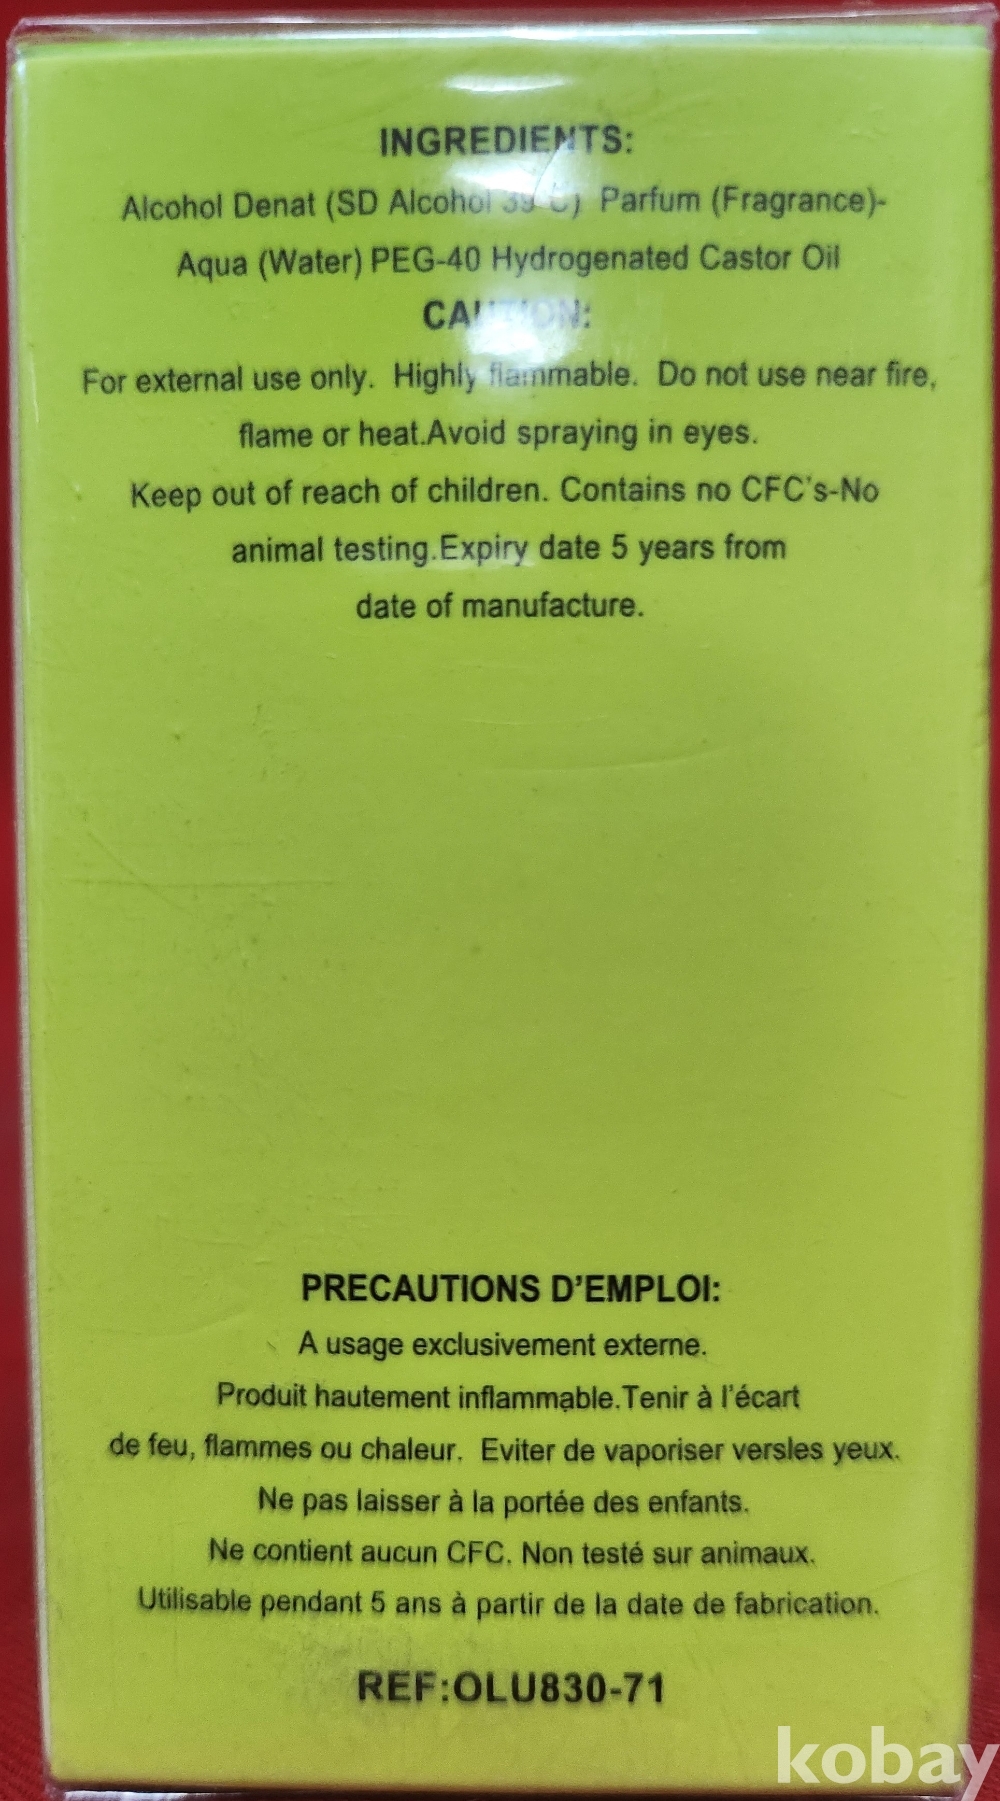 INGREDIENTS:
Alcohol Denat (SD Alcohol 39 C) Parfum (Fragrance)-
Aqua (Water) PEG-40 Hydrogenated Castor Oil
CAUTION:
For external use only. Highly flammable. Do not use near fire,
flame or heat.Avoid spraying in eyes.
Keep out of reach of children. Contains no CFC's-No
animal testing.Expiry date 5 years from
date of manufacture.
PRECAUTIONS D'EMPLOI:
A usage exclusivement externe.
Produit hautement inflammable.Tenir à l'écart
de feu, flammes ou chaleur. Eviter de vaporiser versles yeux.
Ne pas laisser à la portée des enfants.
Ne contient aucun CFC. Non testé sur animaux.
Utilisable pendant 5 ans à partir de la date de fabrication.
REF:OLU830-71
kobay